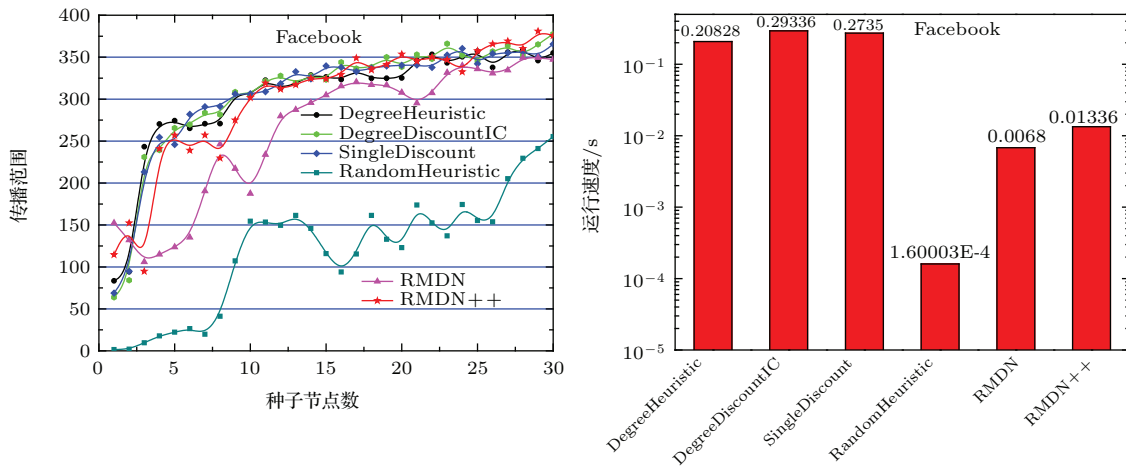 Facebook
400
350
300
250
200
150
100
50
0
传播范围
DegreeHeuristic
DegreeDiscountIC
SingleDiscount
RandomHeuristic
RMDN
RMDN++
0
5
10
15
20
25
30
种子节点数
Facebook
0.20828
0.29336
0.2735
1.60003E-4
0.0068
0.01336
10−1
10−2
10−3
10−4
10−5
运行速度/s
DegreeHeuristic
DegreeDiscountIC
SingleDiscount
RandomHeuristic
RMDN
RMDN++